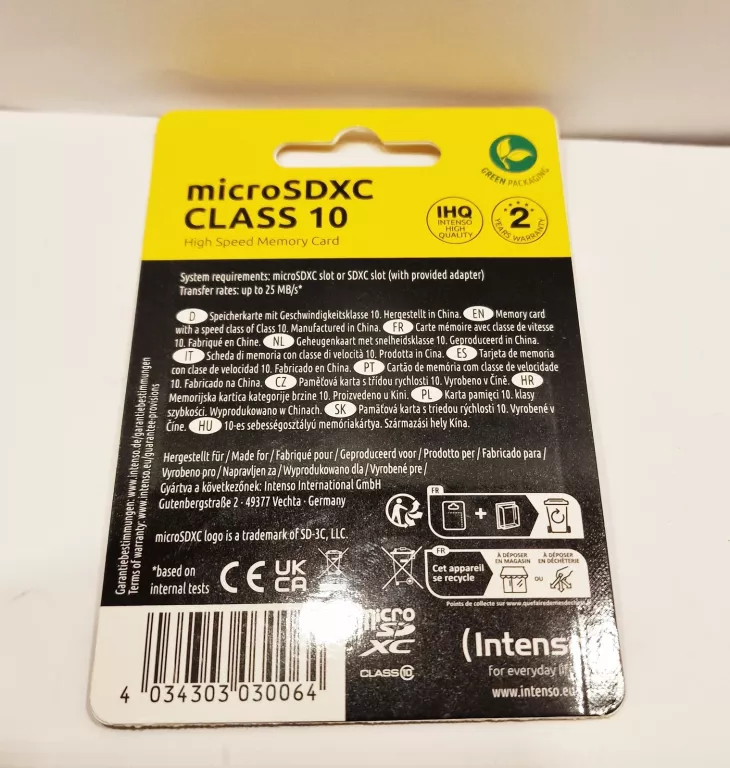 GREEN PACKAGING
microSDXC
CLASS 10
High Speed Memory Card
IHQ
INTENSO
HIGH
QUALITY
2
YEARS WARRANTY
System requirements: microSDXC slot or SDXC slot (with provided adapter)
Transfer rates: up to 25 MB/s*
D Speicherkarte mit Geschwindigkeitsklasse 10. Hergestellt in China. EN Memory card
with a speed class of Class 10. Manufactured in China. FR Carte mémoire avec classe de vitesse
10. Fabriqué en Chine. NL Geheugenkaart met snelheidsklasse 10. Geproduceerd in China.
IT Scheda di memoria con classe di velocità 10. Prodotta in Cina. ES Tarjeta de memoria
con clase de velocidad 10. Fabricado en China. PT Cartão de memória com classe de velocidade
10. Fabricado na China. CZ Paměťová karta s třídou rychlosti 10. Vyrobeno v Číně. HR
Memorijska kartica kategorije brzine 10. Proizvedeno u Kini. PL Karta pamięci 10. klasy
szybkości. Wyprodukowano w Chinach. SK Pamäťová karta s triedou rýchlosti 10. Vyrobené v
Číne. HU 10-es sebességosztályú memóriakártya. Származási hely Kína.
Hergestellt für / Made for / Fabriqué pour / Geproduceerd voor / Prodotto per / Fabricado para /
Vyrobeno pro / Napravljen za / Wyprodukowano dla / Vyrobené pre /
Gyártva a következőnek: Intenso International GmbH
Gutenbergstraße 2 · 49377 Vechta · Germany
microSDXC logo is a trademark of SD-3C, LLC.
*based on
internal tests
CE UK
CA
FR
+
FR
Cet appareil
se recycle
À DÉPOSER
EN MAGASIN
OU
À DÉPOSER
EN DÉCHÈTERIE
Points de collecte sur www.quefairedemesdechets
Garantiebestimmungen: www.intenso.de/garantiebestimmungen
Terms of warranty: www.intenso.eu/guarantee-provisions
micro
SD
XC
CLASS 10
(Intenso
for everyday life
www.intenso.eu
4 034303 030064